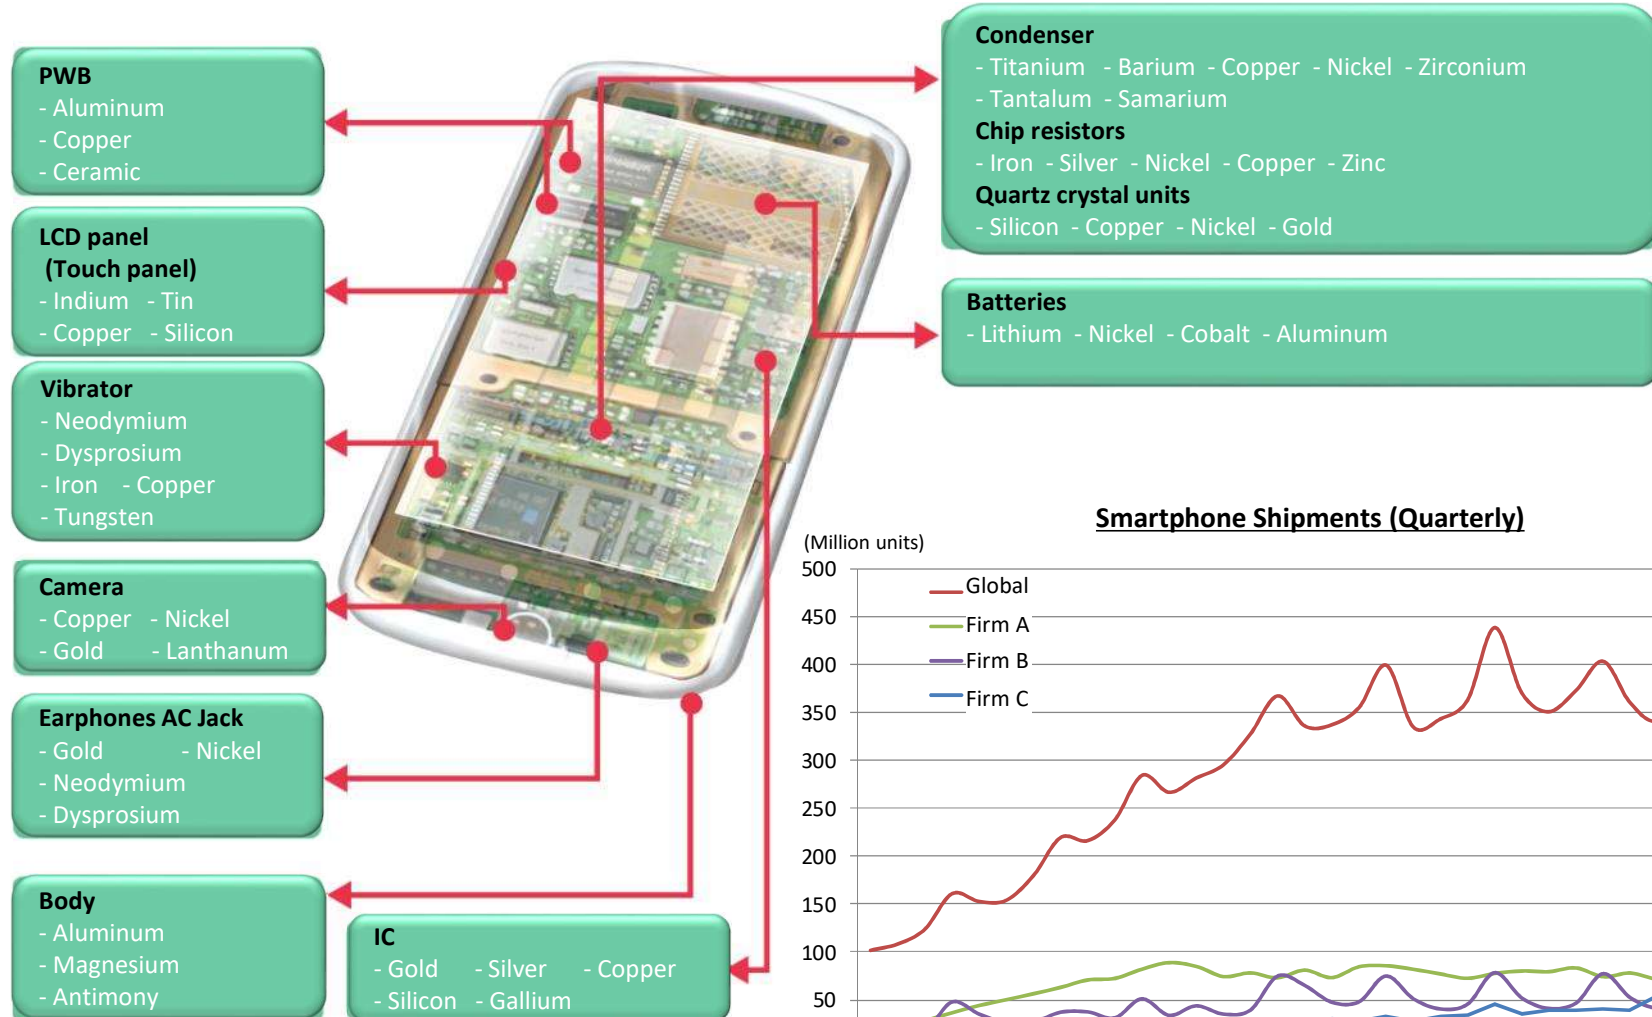 PWB
- Aluminum
- Copper
- Ceramic
LCD panel
(Touch panel)
- Indium - Tin
- Copper - Silicon
Vibrator
- Neodymium
- Dysprosium
- Iron - Copper
- Tungsten
Camera
- Copper - Nickel
- Gold - Lanthanum
Earphones AC Jack
- Gold - Nickel
- Neodymium
- Dysprosium
Body
- Aluminum
- Magnesium
- Antimony
IC
- Gold - Silver - Copper
- Silicon - Gallium
Condenser
- Titanium - Barium - Copper - Nickel - Zirconium
- Tantalum - Samarium
Chip resistors
- Iron - Silver - Nickel - Copper - Zinc
Quartz crystal units
- Silicon - Copper - Nickel - Gold
Batteries
- Lithium - Nickel - Cobalt - Aluminum
Smartphone Shipments (Quarterly)
(Million units)
500
450
400
350
300
250
200
150
100
50
Global
Firm A
Firm B
Firm C